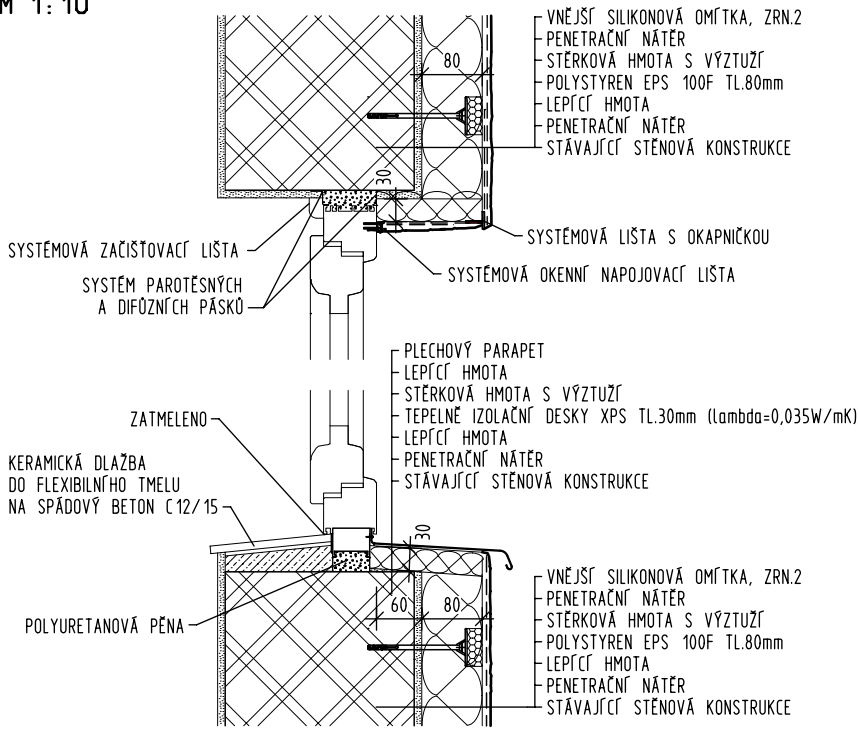 M 1:10
VNĚJŠÍ SILIKONOVÁ OMÍTKA, ZRN.2
PENETRAČNÍ NÁTĚR
STĚRKOVÁ HMOTA S VÝZTUŽÍ
POLYSTYREN EPS 100F TL.80mm
LEPÍCÍ HMOTA
PENETRAČNÍ NÁTĚR
STÁVAJÍCÍ STĚNOVÁ KONSTRUKCE
80
30
SYSTÉMOVÁ ZAČIŠŤOVACÍ LIŠTA
SYSTÉMOVÁ LIŠTA S OKAPNIČKOU
SYSTÉMOVÁ OKENNÍ NAPOJOVACÍ LIŠTA
SYSTÉM PAROTĚSNÝCH
A DIFŮZNÍCH PÁSKŮ
PLECHOVÝ PARAPET
LEPÍCÍ HMOTA
STĚRKOVÁ HMOTA S VÝZTUŽÍ
TEPELNĚ IZOLAČNÍ DESKY XPS TL.30mm (lambda=0,035W/mK)
LEPÍCÍ HMOTA
PENETRAČNÍ NÁTĚR
STÁVAJÍCÍ STĚNOVÁ KONSTRUKCE
ZATMELENO
KERAMICKÁ DLAŽBA
DO FLEXIBILNÍHO TMELU
NA SPÁDOVÝ BETON C12/15
30
60
80
POLYURETANOVÁ PĚNA
VNĚJŠÍ SILIKONOVÁ OMÍTKA, ZRN.2
PENETRAČNÍ NÁTĚR
STĚRKOVÁ HMOTA S VÝZTUŽÍ
POLYSTYREN EPS 100F TL.80mm
LEPÍCÍ HMOTA
PENETRAČNÍ NÁTĚR
STÁVAJÍCÍ STĚNOVÁ KONSTRUKCE